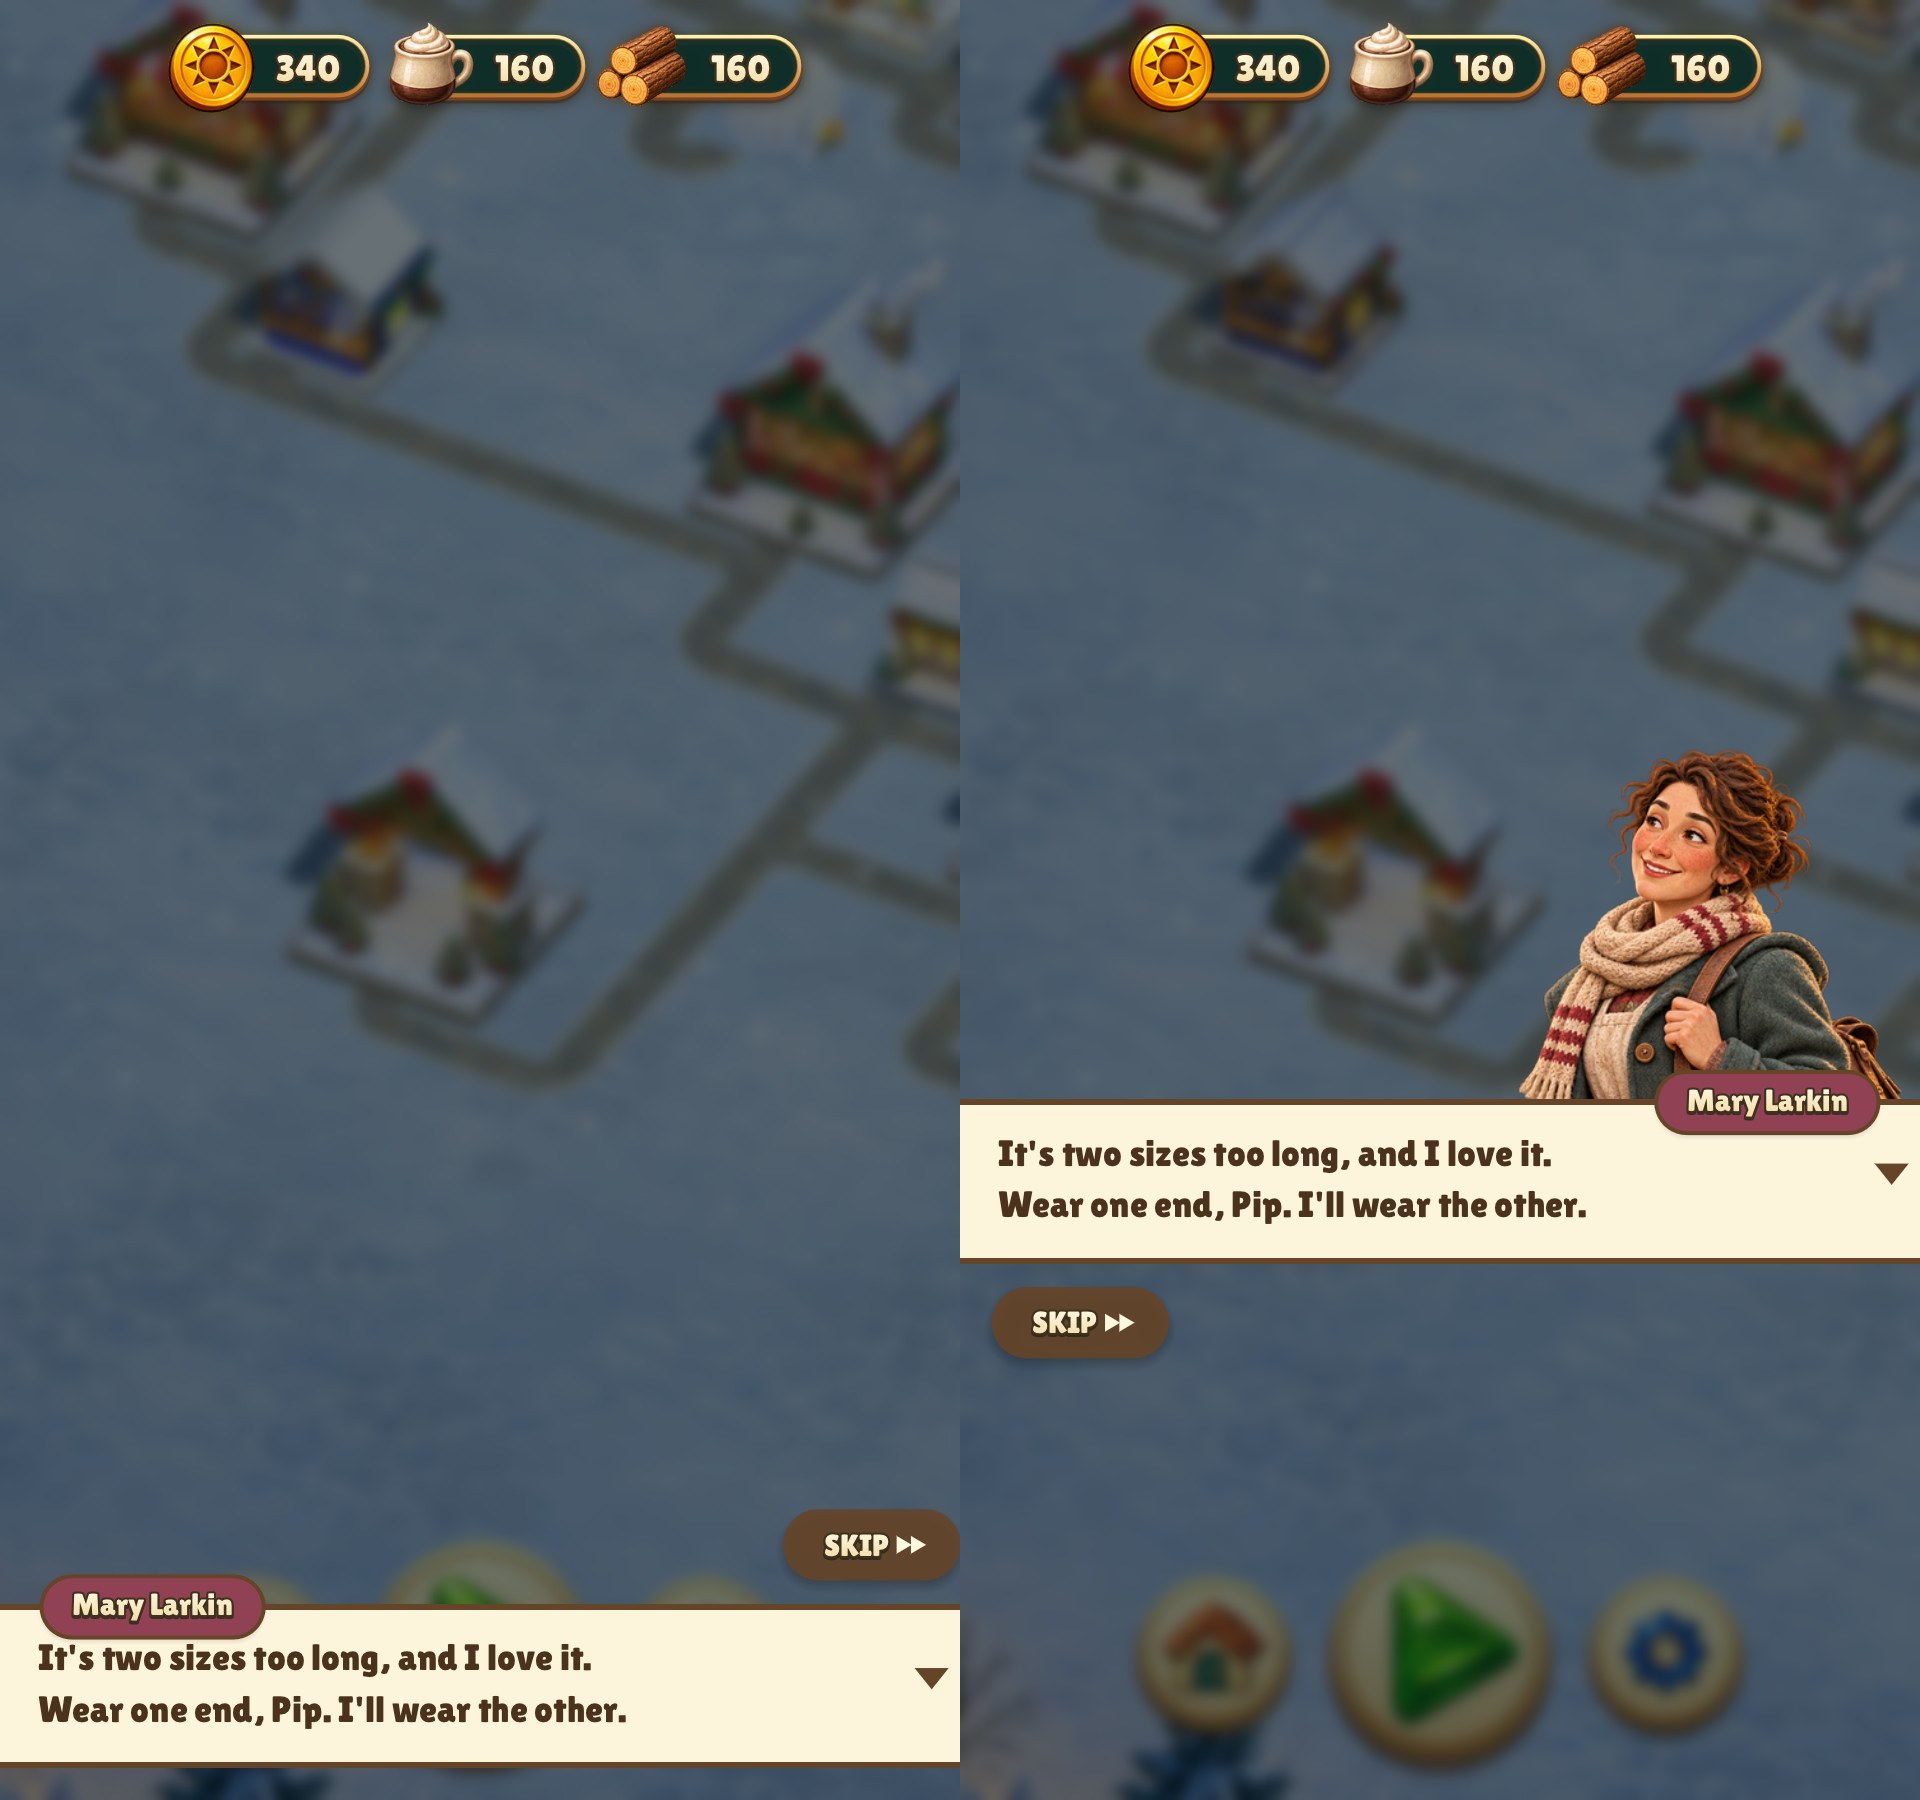 340 160 160
SKIP
Mary Larkin
It's two sizes too long, and I love it.
Wear one end, Pip. I'll wear the other.
340 160 160
Mary Larkin
It's two sizes too long, and I love it.
Wear one end, Pip. I'll wear the other.
SKIP